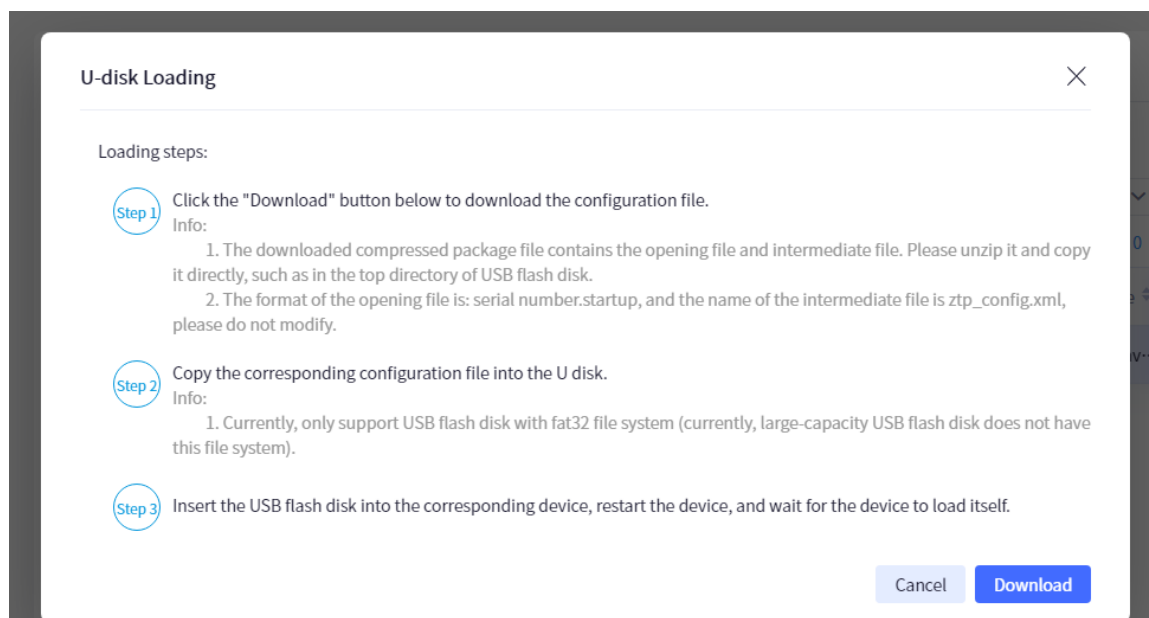 U-disk Loading
Loading steps:
Step 1
Click the "Download" button below to download the configuration file.
Info:
1. The downloaded compressed package file contains the opening file and intermediate file. Please unzip it and copy
it directly, such as in the top directory of USB flash disk.
2. The format of the opening file is: serial number.startup, and the name of the intermediate file is ztp_config.xml,
please do not modify.
Step 2
Copy the corresponding configuration file into the U disk.
Info:
1. Currently, only support USB flash disk with fat32 file system (currently, large-capacity USB flash disk does not have
this file system).
Step 3
Insert the USB flash disk into the corresponding device, restart the device, and wait for the device to load itself.
Cancel
Download
0